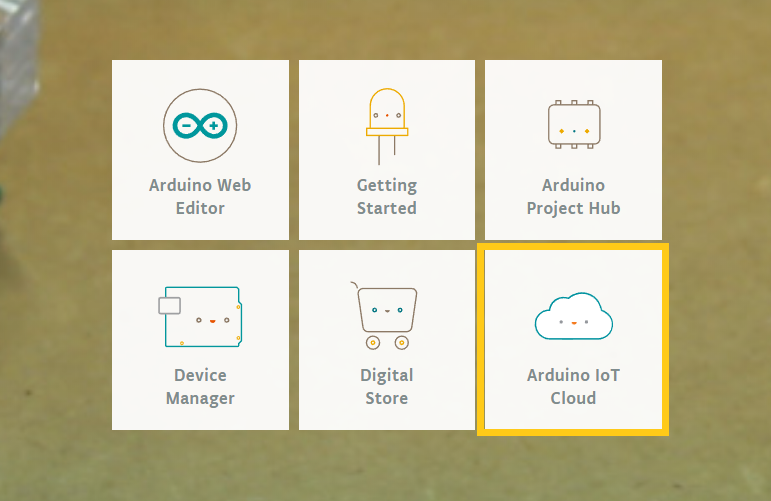 Arduino Web
Editor
Getting
Started
Arduino
Project Hub
Device
Manager
Digital
Store
Arduino IoT
Cloud